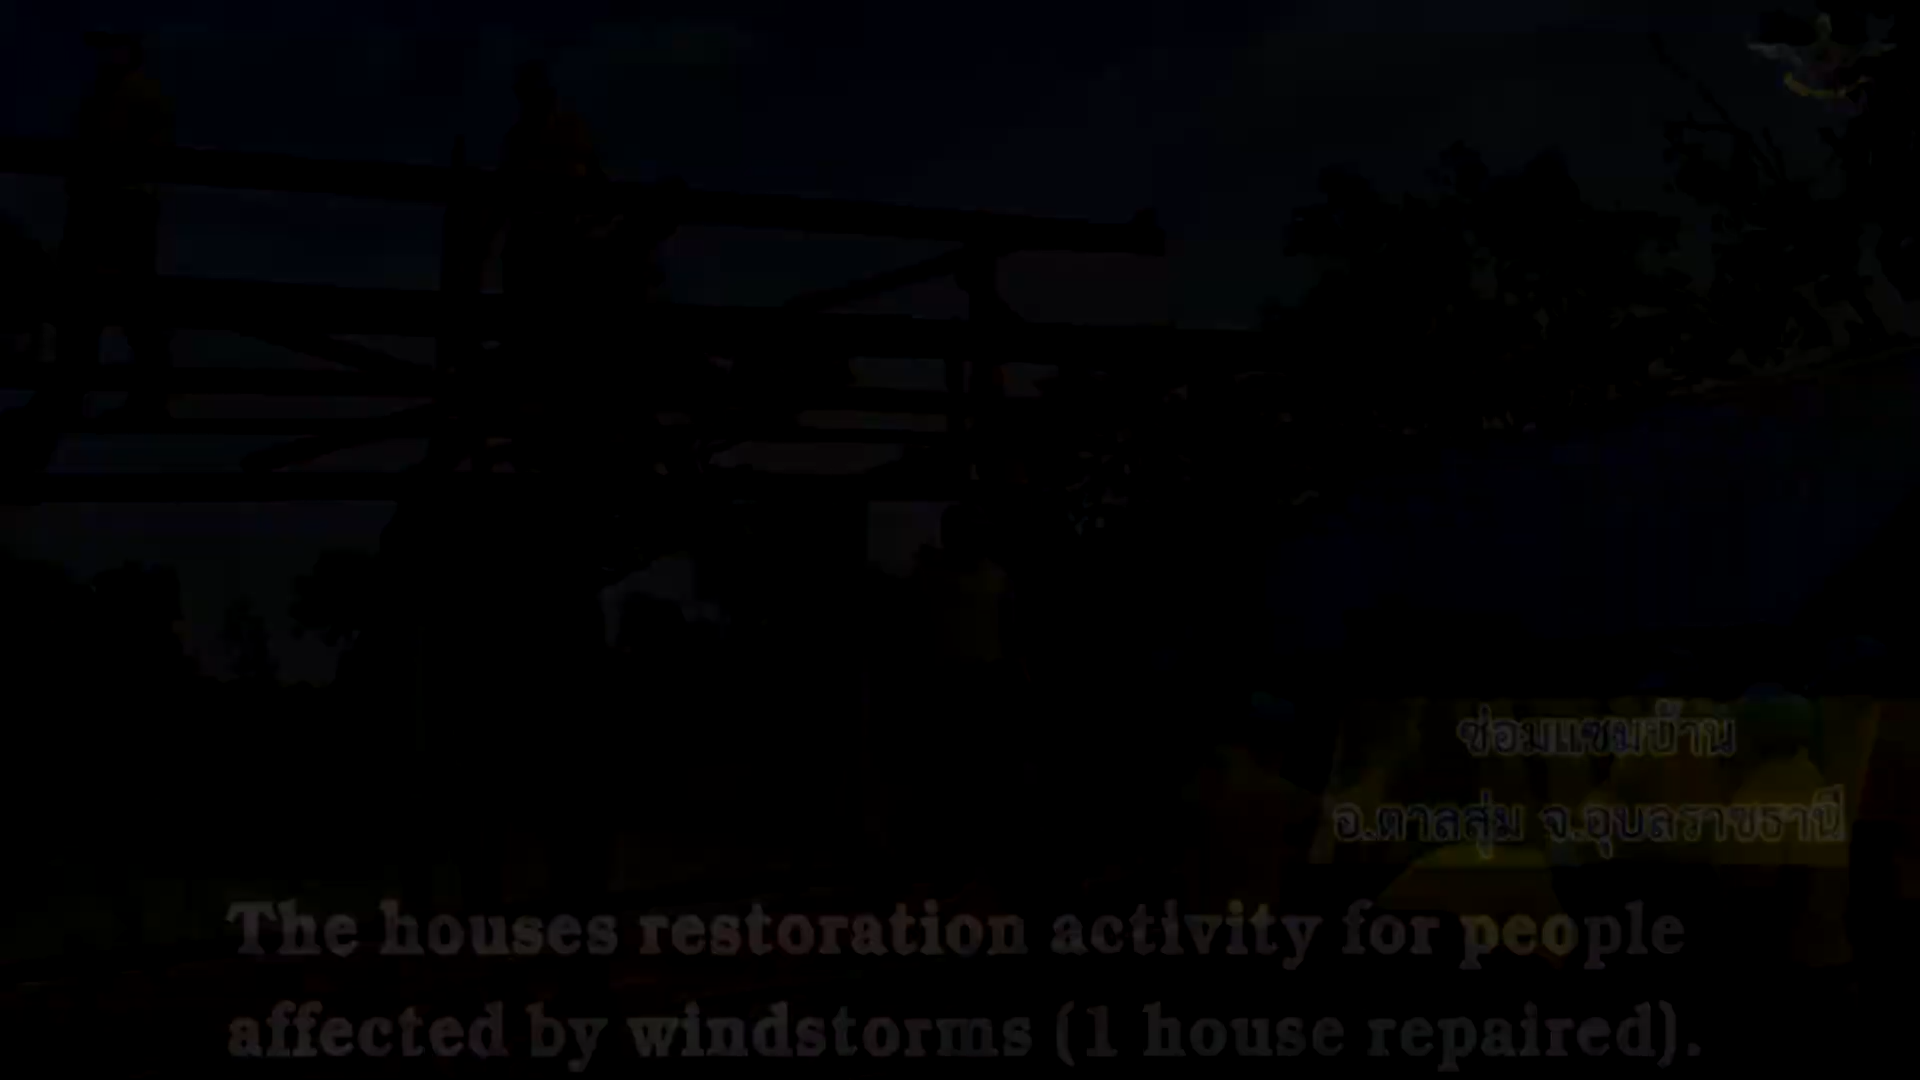 ซ่อมแซมบ้าน
อ.ตาลสุ่ม จ.อุบลราชธานี
The houses restoration activity for people
affected by windstorms (1 house repaired).